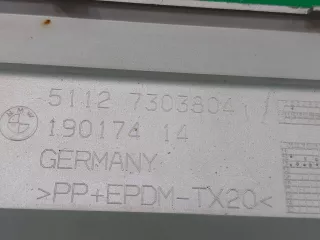 5112 7303804
190174 14
GERMANY
>PP+EPDM-TX20<